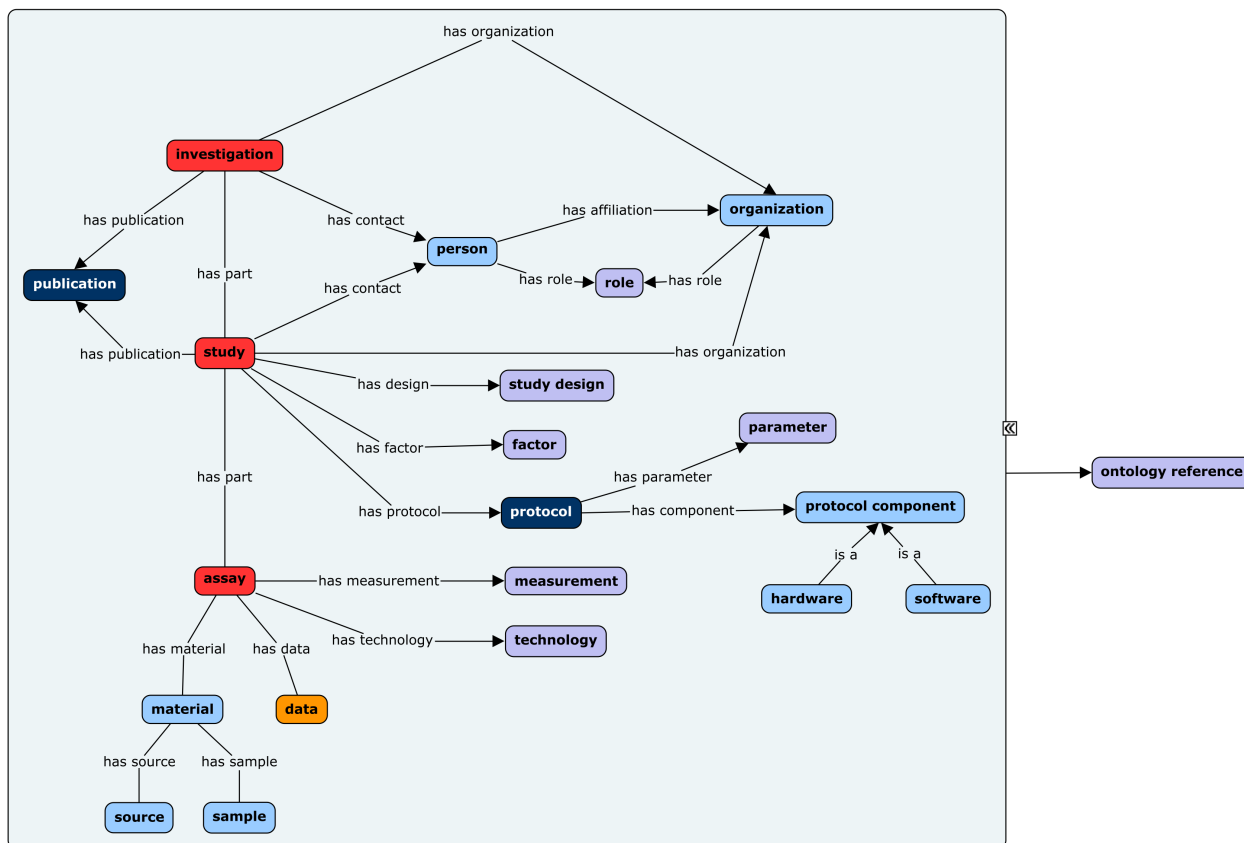 has organization
investigation
has publication
has contact
has affiliation
organization
person
publication
has part
has contact
has role
role
has role
has publication
study
has organization
has design
study design
has factor
factor
parameter
has part
has parameter
ontology reference
has protocol
protocol
has component
protocol component
is a
is a
assay
has measurement
measurement
hardware
software
has material
has data
has technology
technology
material
data
has source
has sample
source
sample